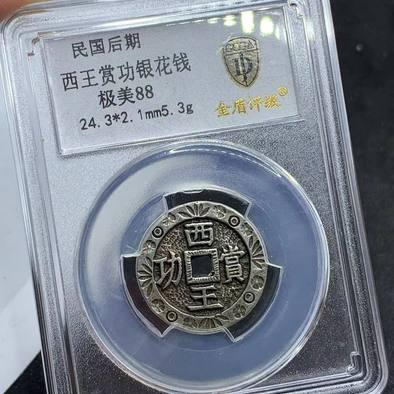 民国后期
西王赏功银花钱
极美88
24.3*2.1mm5.3g
金盾评级®
西王賞功